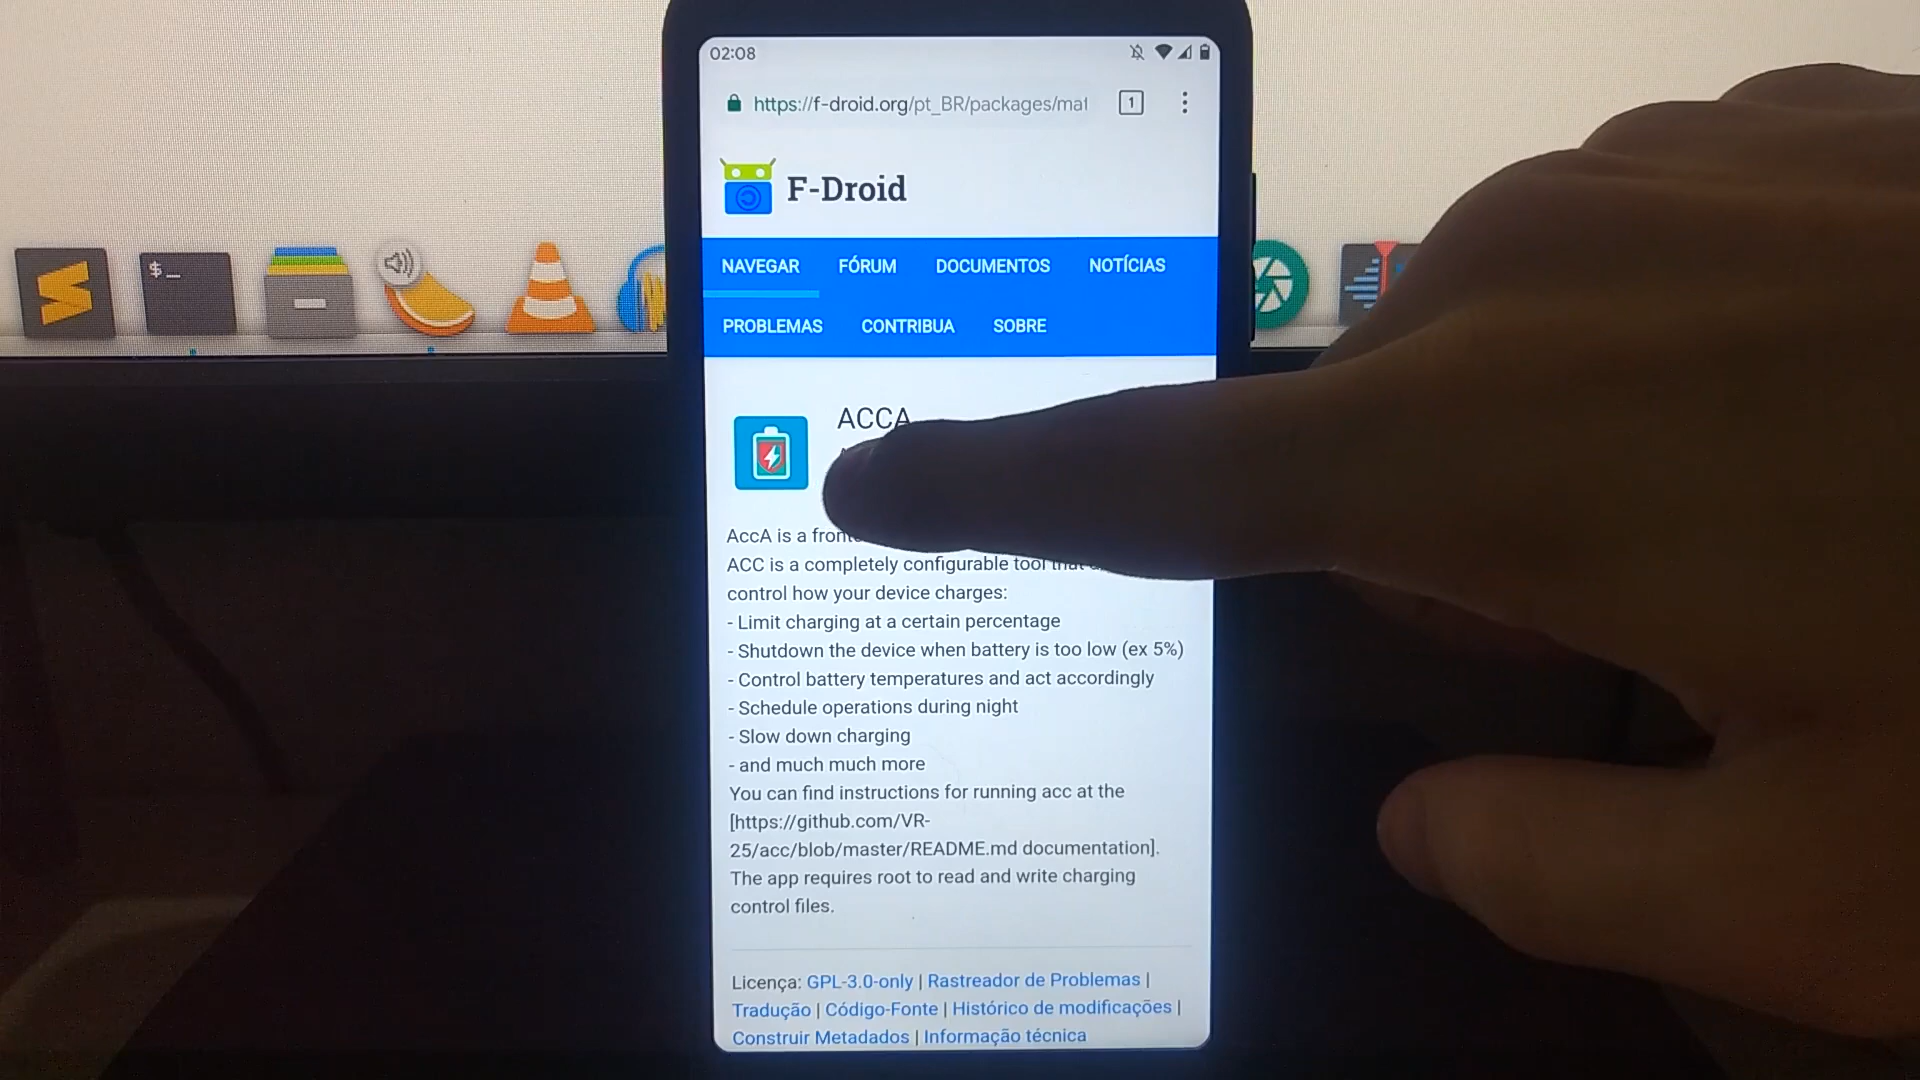 $_
02:08
https://f-droid.org/pt_BR/packages/mat
1
F-Droid
NAVEGAR FÓRUM DOCUMENTOS NOTÍCIAS
PROBLEMAS CONTRIBUA SOBRE
ACCA
AccA is a
ACC is a completely configurable tool that
control how your device charges:
- Limit charging at a certain percentage
- Shutdown the device when battery is too low (ex 5%)
- Control battery temperatures and act accordingly
- Schedule operations during night
- Slow down charging
- and much much more
You can find instructions for running acc at the
[https://github.com/VR-
25/acc/blob/master/README.md documentation].
The app requires root to read and write charging
control files.
Licença: GPL-3.0-only | Rastreador de Problemas |
Tradução | Código-Fonte | Histórico de modificações |
Construir Metadados | Informação técnica